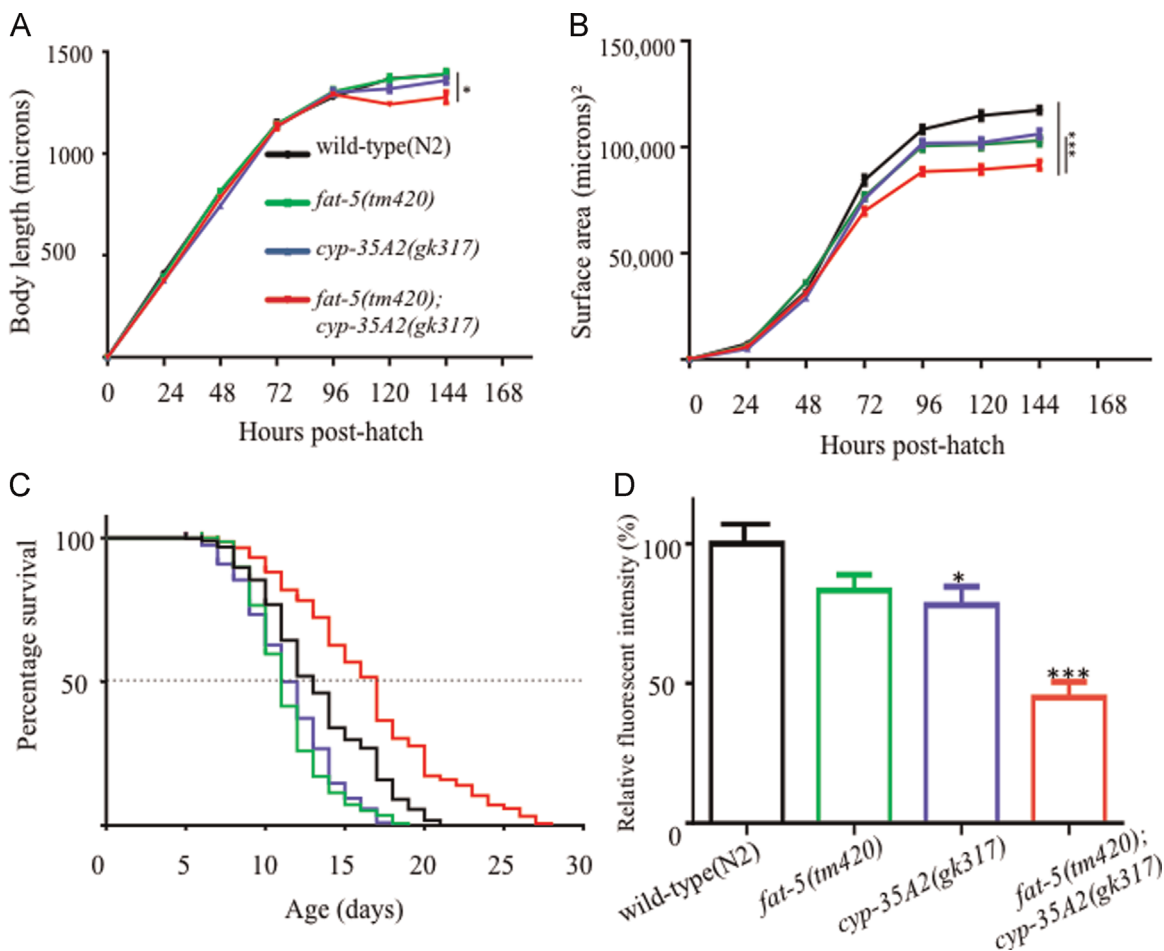 A
1500
1000
500
Body length (microns)
wild-type(N2)
fat-5(tm420)
cyp-35A2(gk317)
fat-5(tm420);
cyp-35A2(gk317)
*
0 24 48 72 96 120 144 168
Hours post-hatch
B
150,000
100,000
50,000
Surface area (microns)²
***
0 24 48 72 96 120 144 168
Hours post-hatch
C
100
50
Percentage survival
0 5 10 15 20 25 30
Age (days)
D
100
50
0
Relative fluorescent intensity (%)
*
***
wild-type(N2)
fat-5(tm420)
cyp-35A2(gk317)
fat-5(tm420);
cyp-35A2(gk317)